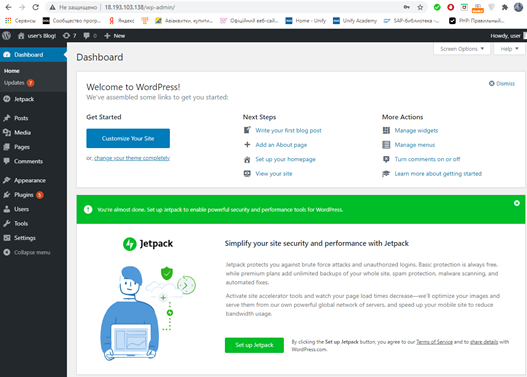 Не защищено | 18.193.103.138/wp-admin/
Сервисы
Сообщество програ...
Яндекс
Авиаквитки, купити...
Офіційний веб-сай...
Home : Home - Unify
Unify Academy
SAP-библиотека -...
PHP: Правильный...
user's Blog!
7
0
New
Howdy, user
Screen Options ▼
Help ▼
Dashboard
Home
Updates 7
Jetpack
Posts
Media
Pages
Comments
Appearance
Plugins 5
Users
Tools
Settings
Collapse menu
Dashboard
Welcome to WordPress!
Dismiss
We've assembled some links to get you started:
Get Started
Customize Your Site
or, change your theme completely
Next Steps
Write your first blog post
Add an About page
Set up your homepage
View your site
More Actions
Manage widgets
Manage menus
Turn comments on or off
Learn more about getting started
You're almost done. Set up Jetpack to enable powerful security and performance tools for WordPress.
Jetpack
Simplify your site security and performance with Jetpack
Jetpack protects you against brute force attacks and unauthorized logins. Basic protection is always free,
while premium plans add unlimited backups of your whole site, spam protection, malware scanning, and
automated fixes.
Activate site accelerator tools and watch your page load times decrease—we'll optimize your images and
serve them from our own powerful global network of servers, and speed up your mobile site to reduce
bandwidth usage.
Set up Jetpack
By clicking the Set up Jetpack button, you agree to our Terms of Service and to share details with
WordPress.com.